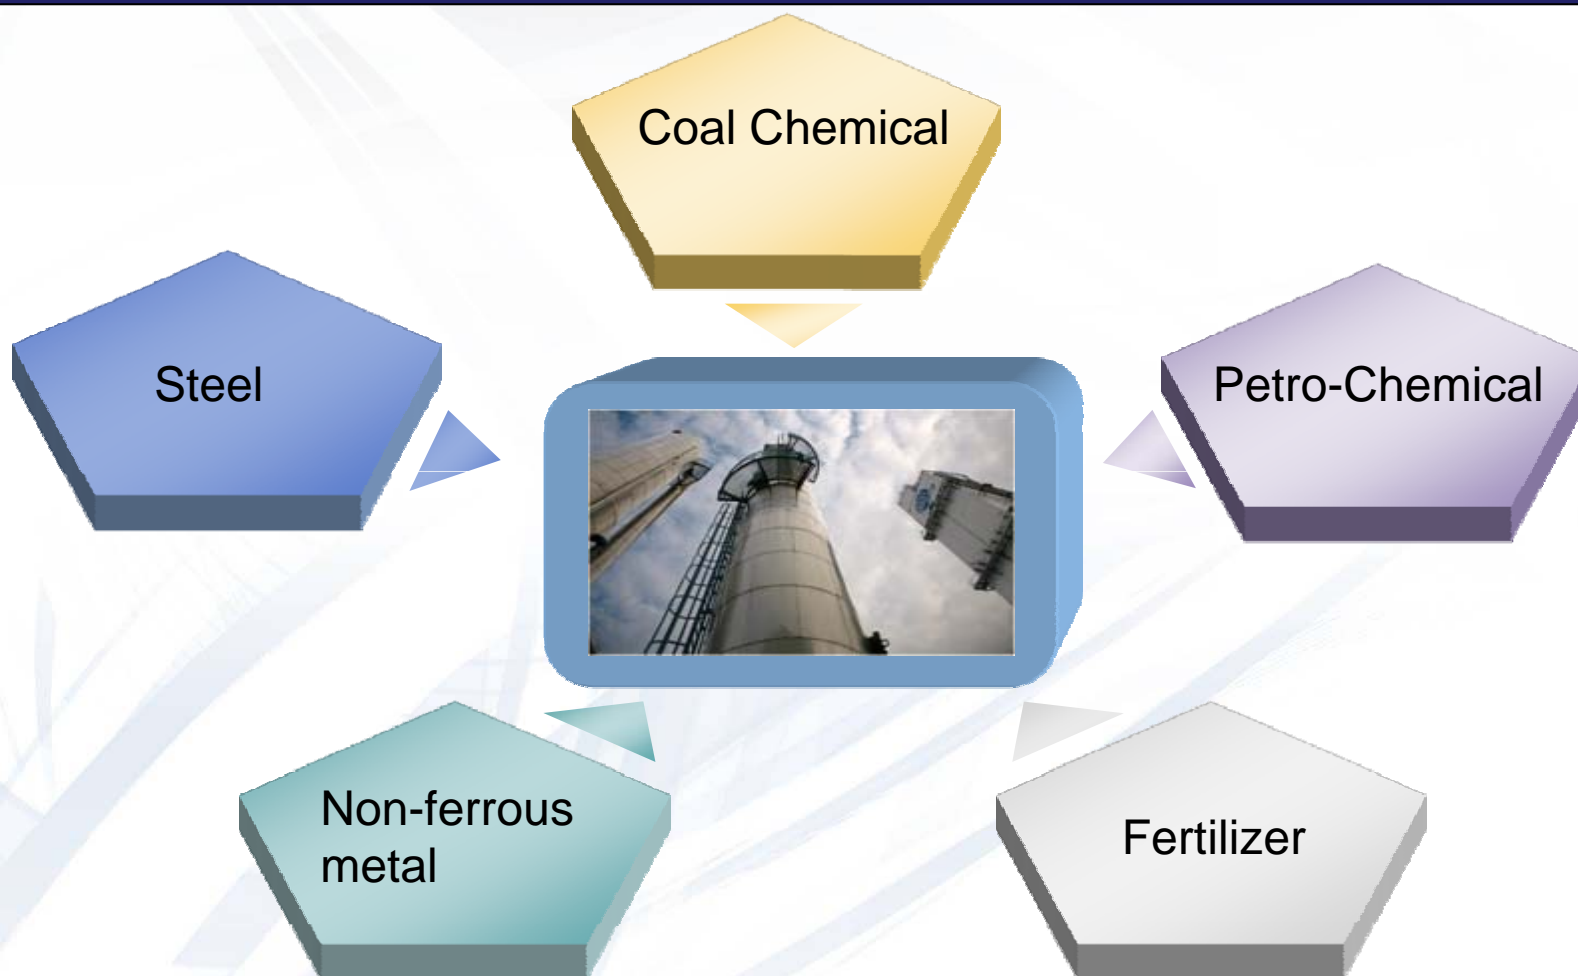 Coal Chemical
Steel
Petro-Chemical
Non-ferrous
metal
Fertilizer